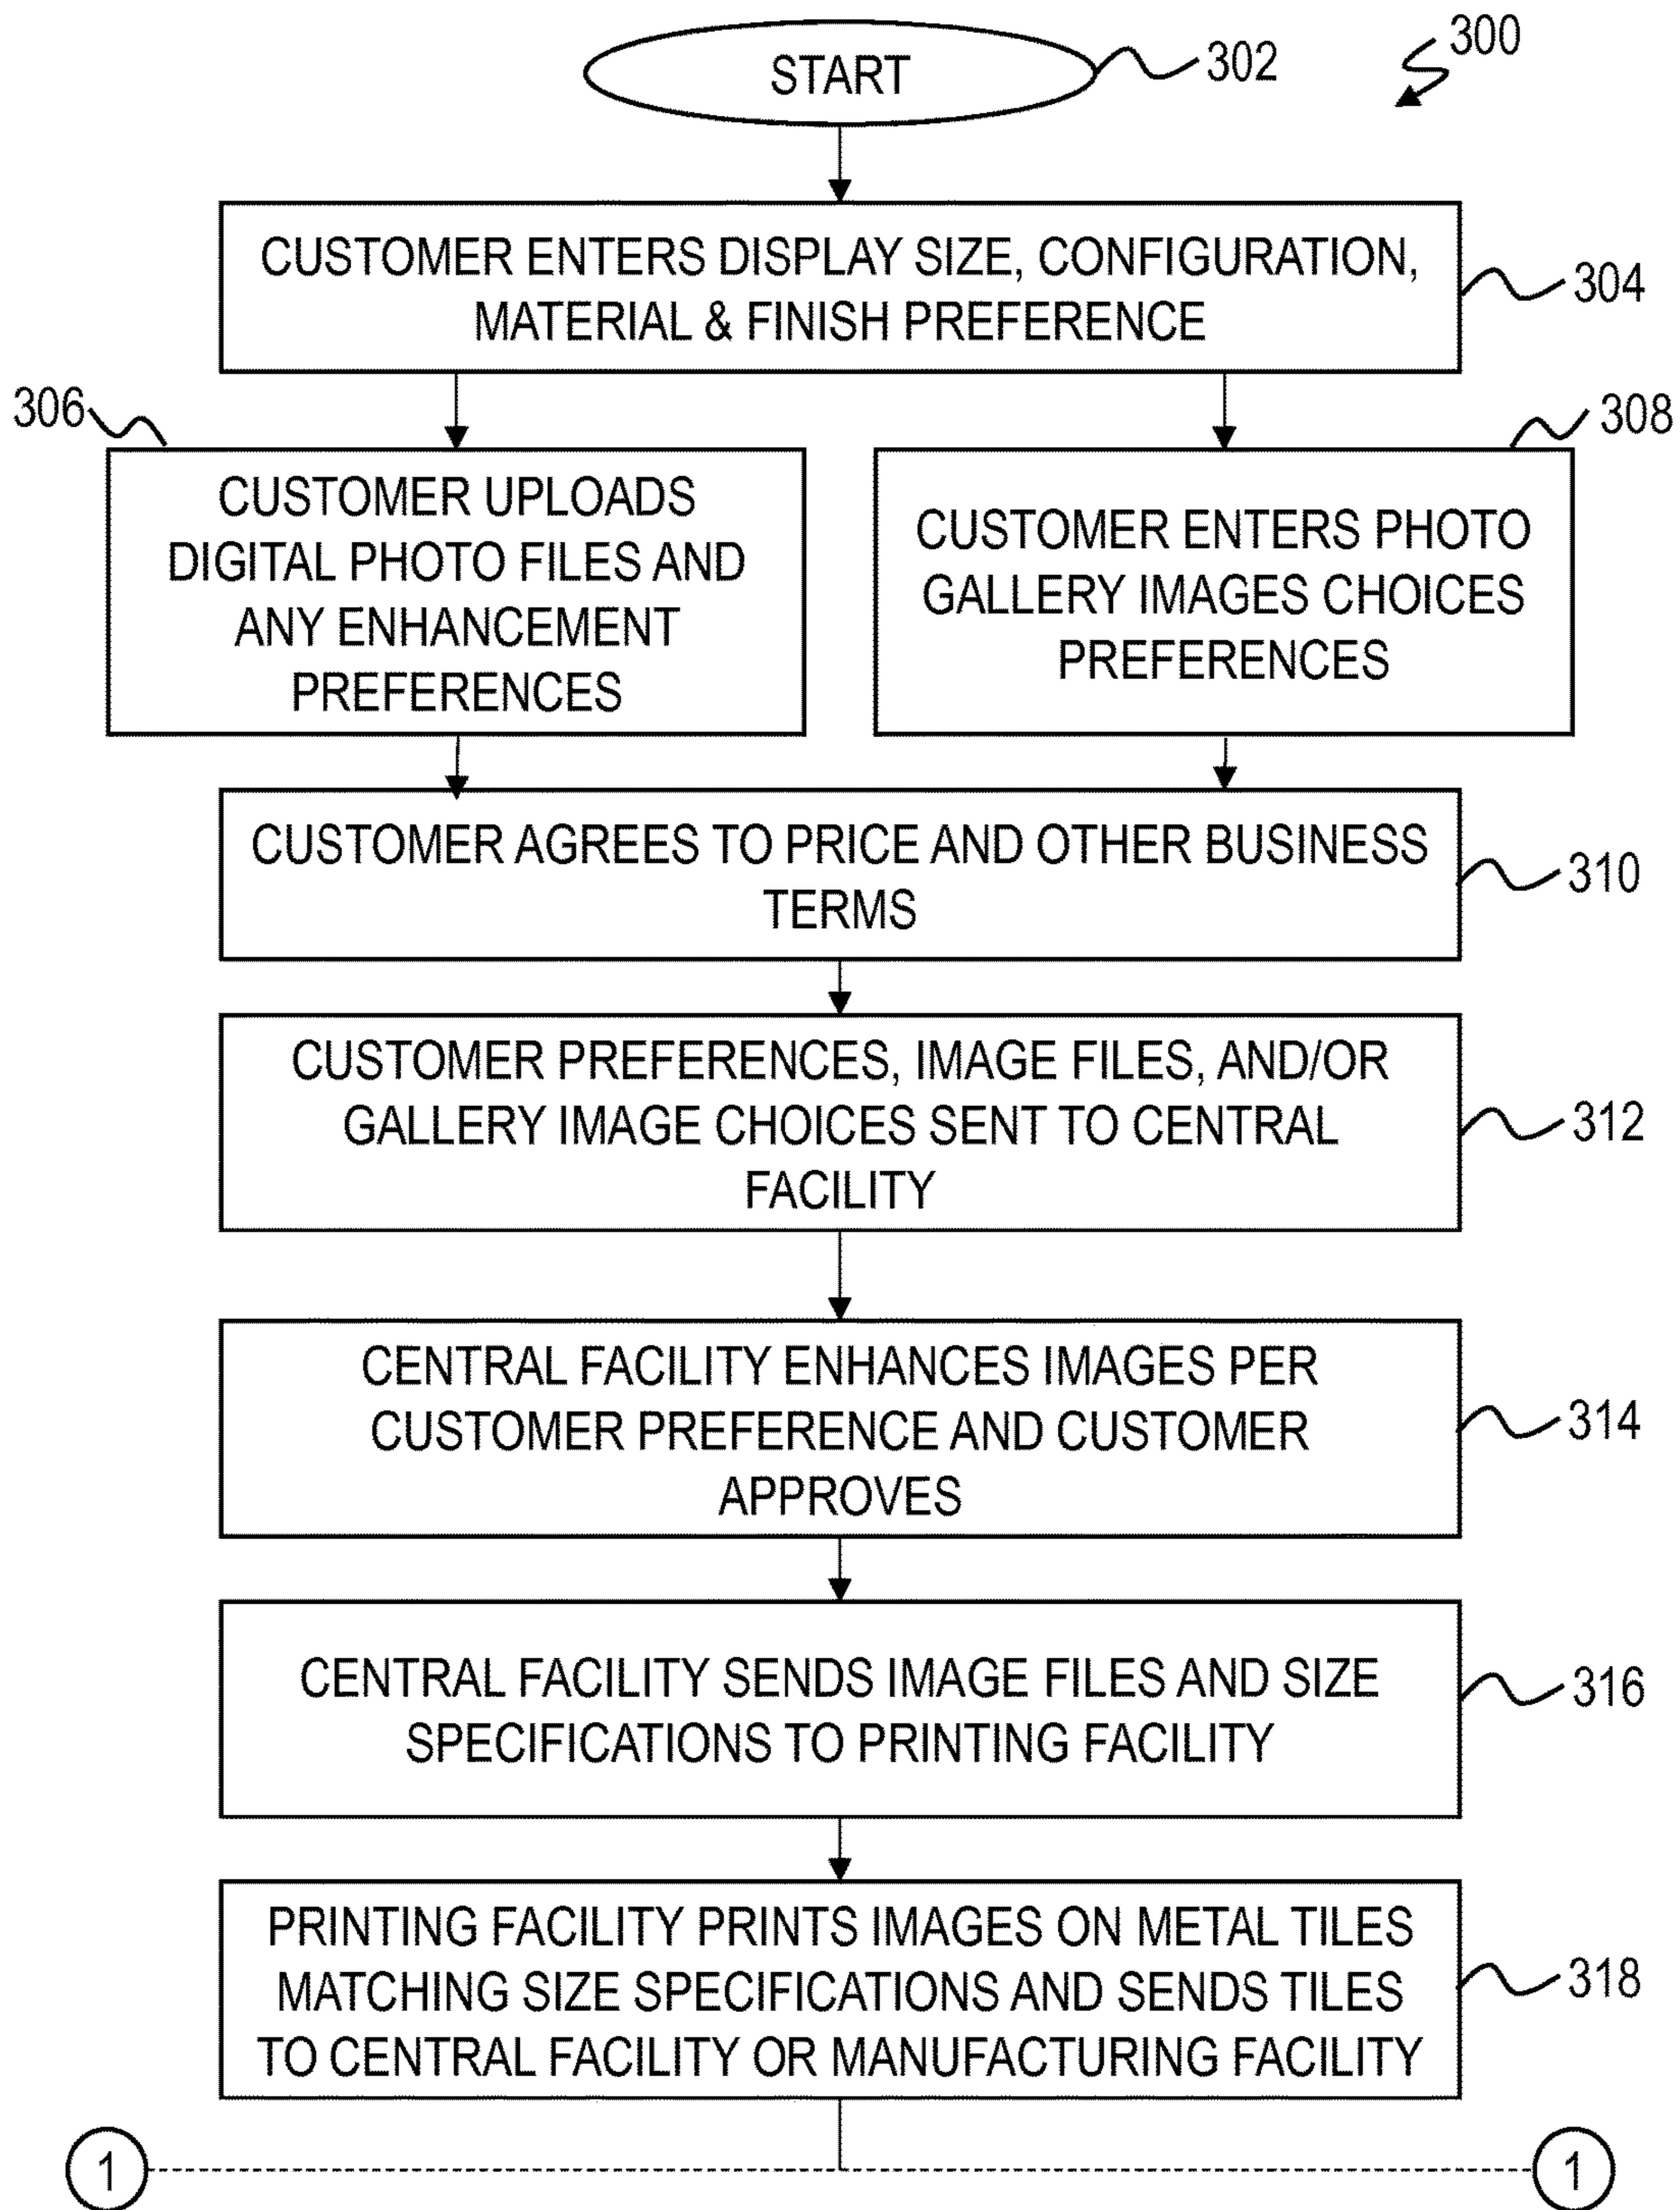 300
START
302
CUSTOMER ENTERS DISPLAY SIZE, CONFIGURATION,
MATERIAL & FINISH PREFERENCE
304
306
308
CUSTOMER UPLOADS
DIGITAL PHOTO FILES AND
ANY ENHANCEMENT
PREFERENCES
CUSTOMER ENTERS PHOTO
GALLERY IMAGES CHOICES
PREFERENCES
CUSTOMER AGREES TO PRICE AND OTHER BUSINESS
TERMS
310
CUSTOMER PREFERENCES, IMAGE FILES, AND/OR
GALLERY IMAGE CHOICES SENT TO CENTRAL
FACILITY
312
CENTRAL FACILITY ENHANCES IMAGES PER
CUSTOMER PREFERENCE AND CUSTOMER
APPROVES
314
CENTRAL FACILITY SENDS IMAGE FILES AND SIZE
SPECIFICATIONS TO PRINTING FACILITY
316
PRINTING FACILITY PRINTS IMAGES ON METAL TILES
MATCHING SIZE SPECIFICATIONS AND SENDS TILES
TO CENTRAL FACILITY OR MANUFACTURING FACILITY
318
1
1